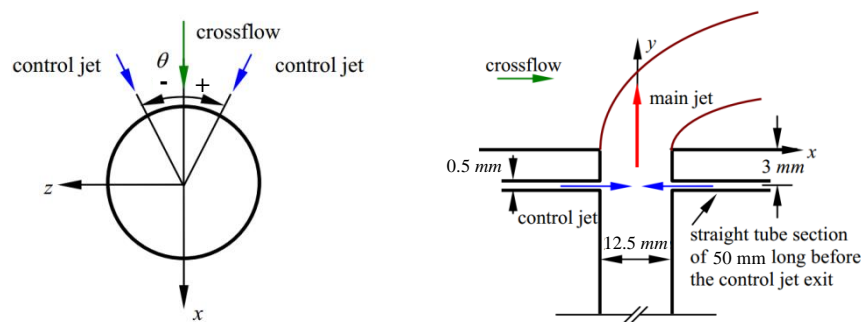 crossflow
control jet
θ
control jet
-
+
z
x
y
crossflow
main jet
x
0.5 mm
3 mm
control jet
12.5 mm
straight tube section
of 50 mm long before
the control jet exit